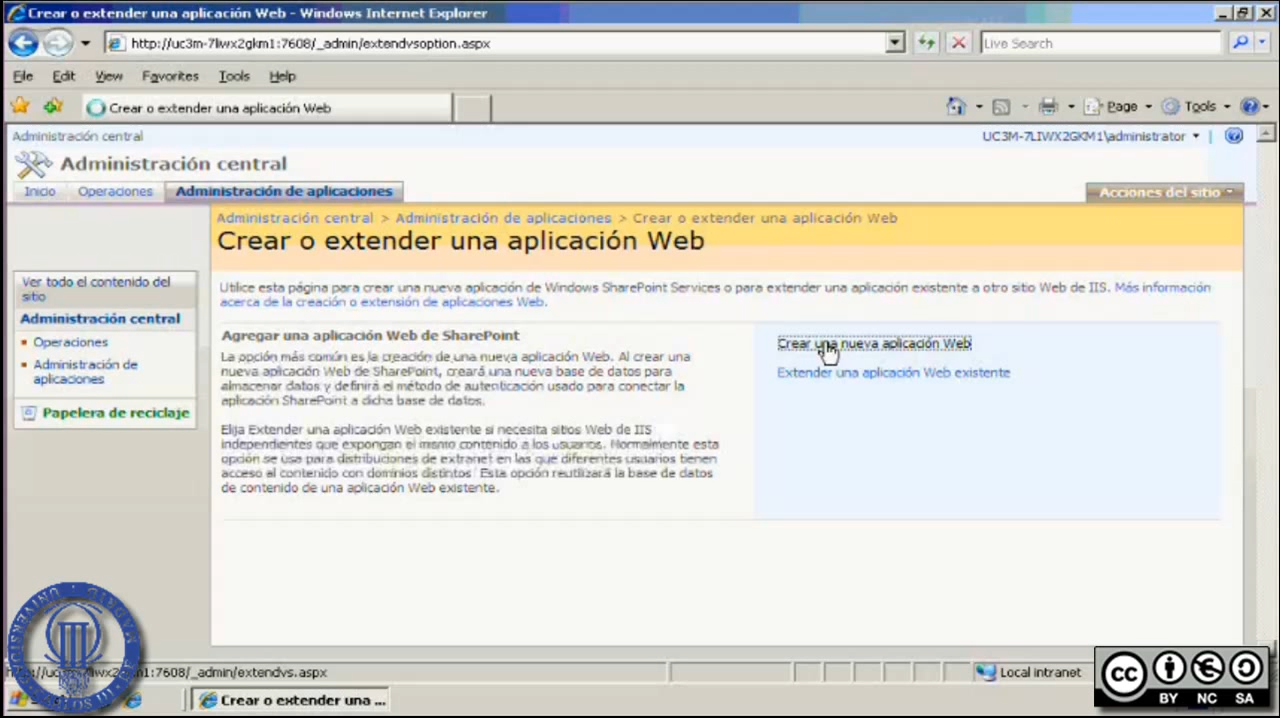 Crear o extender una aplicación Web - Windows Internet Explorer
http://uc3m-7liwx2gkm1:7608/_admin/extendvsoption.aspx
Live Search
File Edit View Favorites Tools Help
Crear o extender una aplicación Web
Page Tools
Administración central
UC3M-7LIWX2GKM1\administrator
Administración central
Inicio Operaciones Administración de aplicaciones
Acciones del sitio
Administración central > Administración de aplicaciones > Crear o extender una aplicación Web
Crear o extender una aplicación Web
Utilice esta página para crear una nueva aplicación de Windows SharePoint Services o para extender una aplicación existente a otro sitio Web de IIS. Más información
acerca de la creación o extensión de aplicaciones Web.
Ver todo el contenido del
sitio
Administración central
Operaciones
Administración de
aplicaciones
Papelera de reciclaje
Agregar una aplicación Web de SharePoint
La opción más común es la creación de una nueva aplicación Web. Al crear una
nueva aplicación Web de SharePoint, creará una nueva base de datos para
almacenar datos y definirá el método de autenticación usado para conectar la
aplicación SharePoint a dicha base de datos.
Elija Extender una aplicación Web existente si necesita sitios Web de IIS
independientes que expongan el mismo contenido a los usuarios. Normalmente esta
opción se usa para distribuciones de extranet en las que diferentes usuarios tienen
acceso al contenido con dominios distintos. Esta opción reutilizará la base de datos
de contenido de una aplicación Web existente.
Crear una nueva aplicación Web
Extender una aplicación Web existente
m1:7608/_admin/extendvs.aspx
Local intranet
Crear o extender una ...
cc BY NC SA